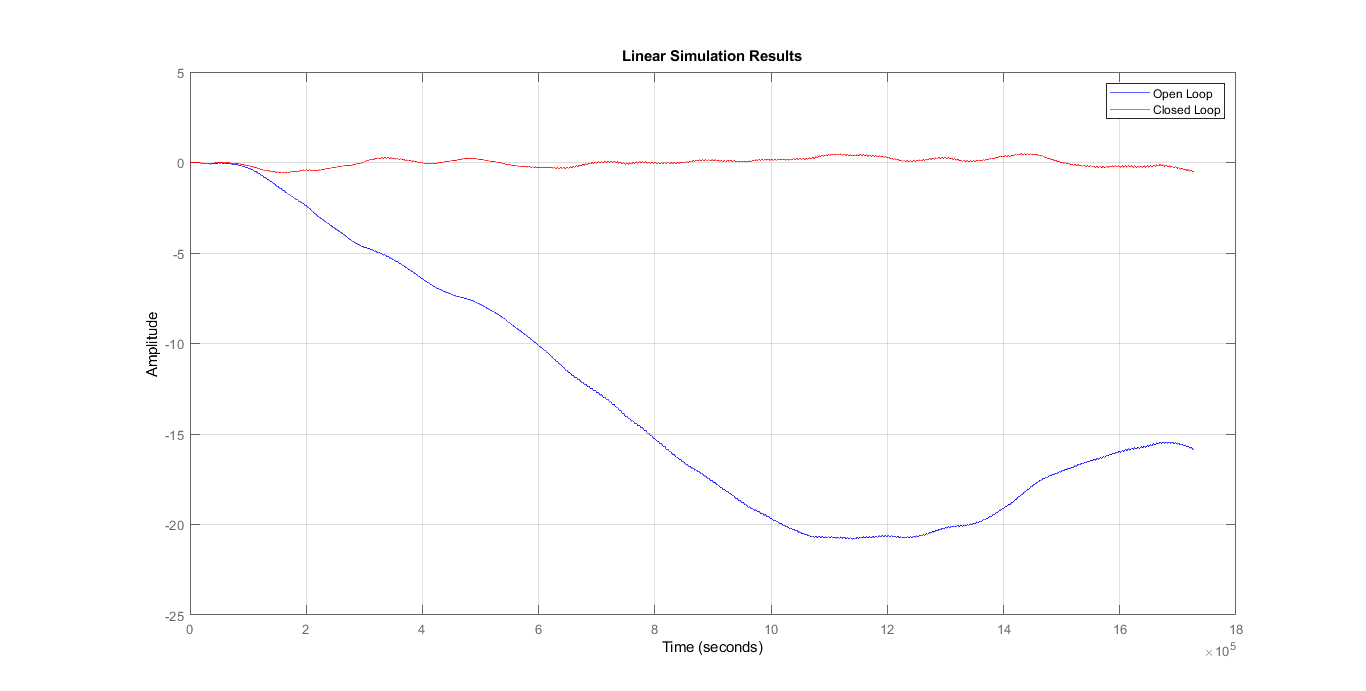 Linear Simulation Results
Open Loop
Closed Loop
5
0
-5
-10
-15
-20
-25
Amplitude
0 2 4 6 8 10 12 14 16 18
Time (seconds)
×10^5